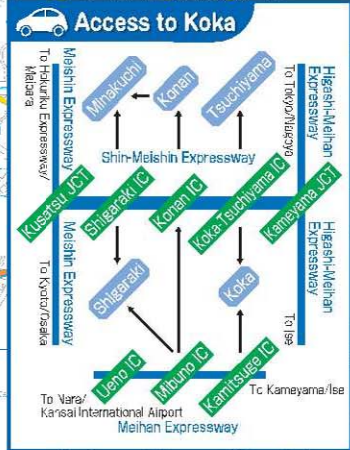 Access to Koka
To Hokuriku Expressway/
Maibara
Meishin Expressway
Minakuchi
Konan
Tsuchiyama
To Tokyo/Nagoya
Higashi-Meihan
Expressway
Shin-Meishin Expressway
Kusatsu JCT
Shigaraki IC
Konan IC
Koka-Tsuchiyama IC
Kameyama JCT
To Kyoto/Osaka
Meishin Expressway
Shigaraki
Koka
To Ise
Higashi-Meihan
Expressway
Ueno IC
Mibuno IC
Kamitsuge IC
To Nara/
Kansai International Airport
To Kameyama/Ise
Meihan Expressway